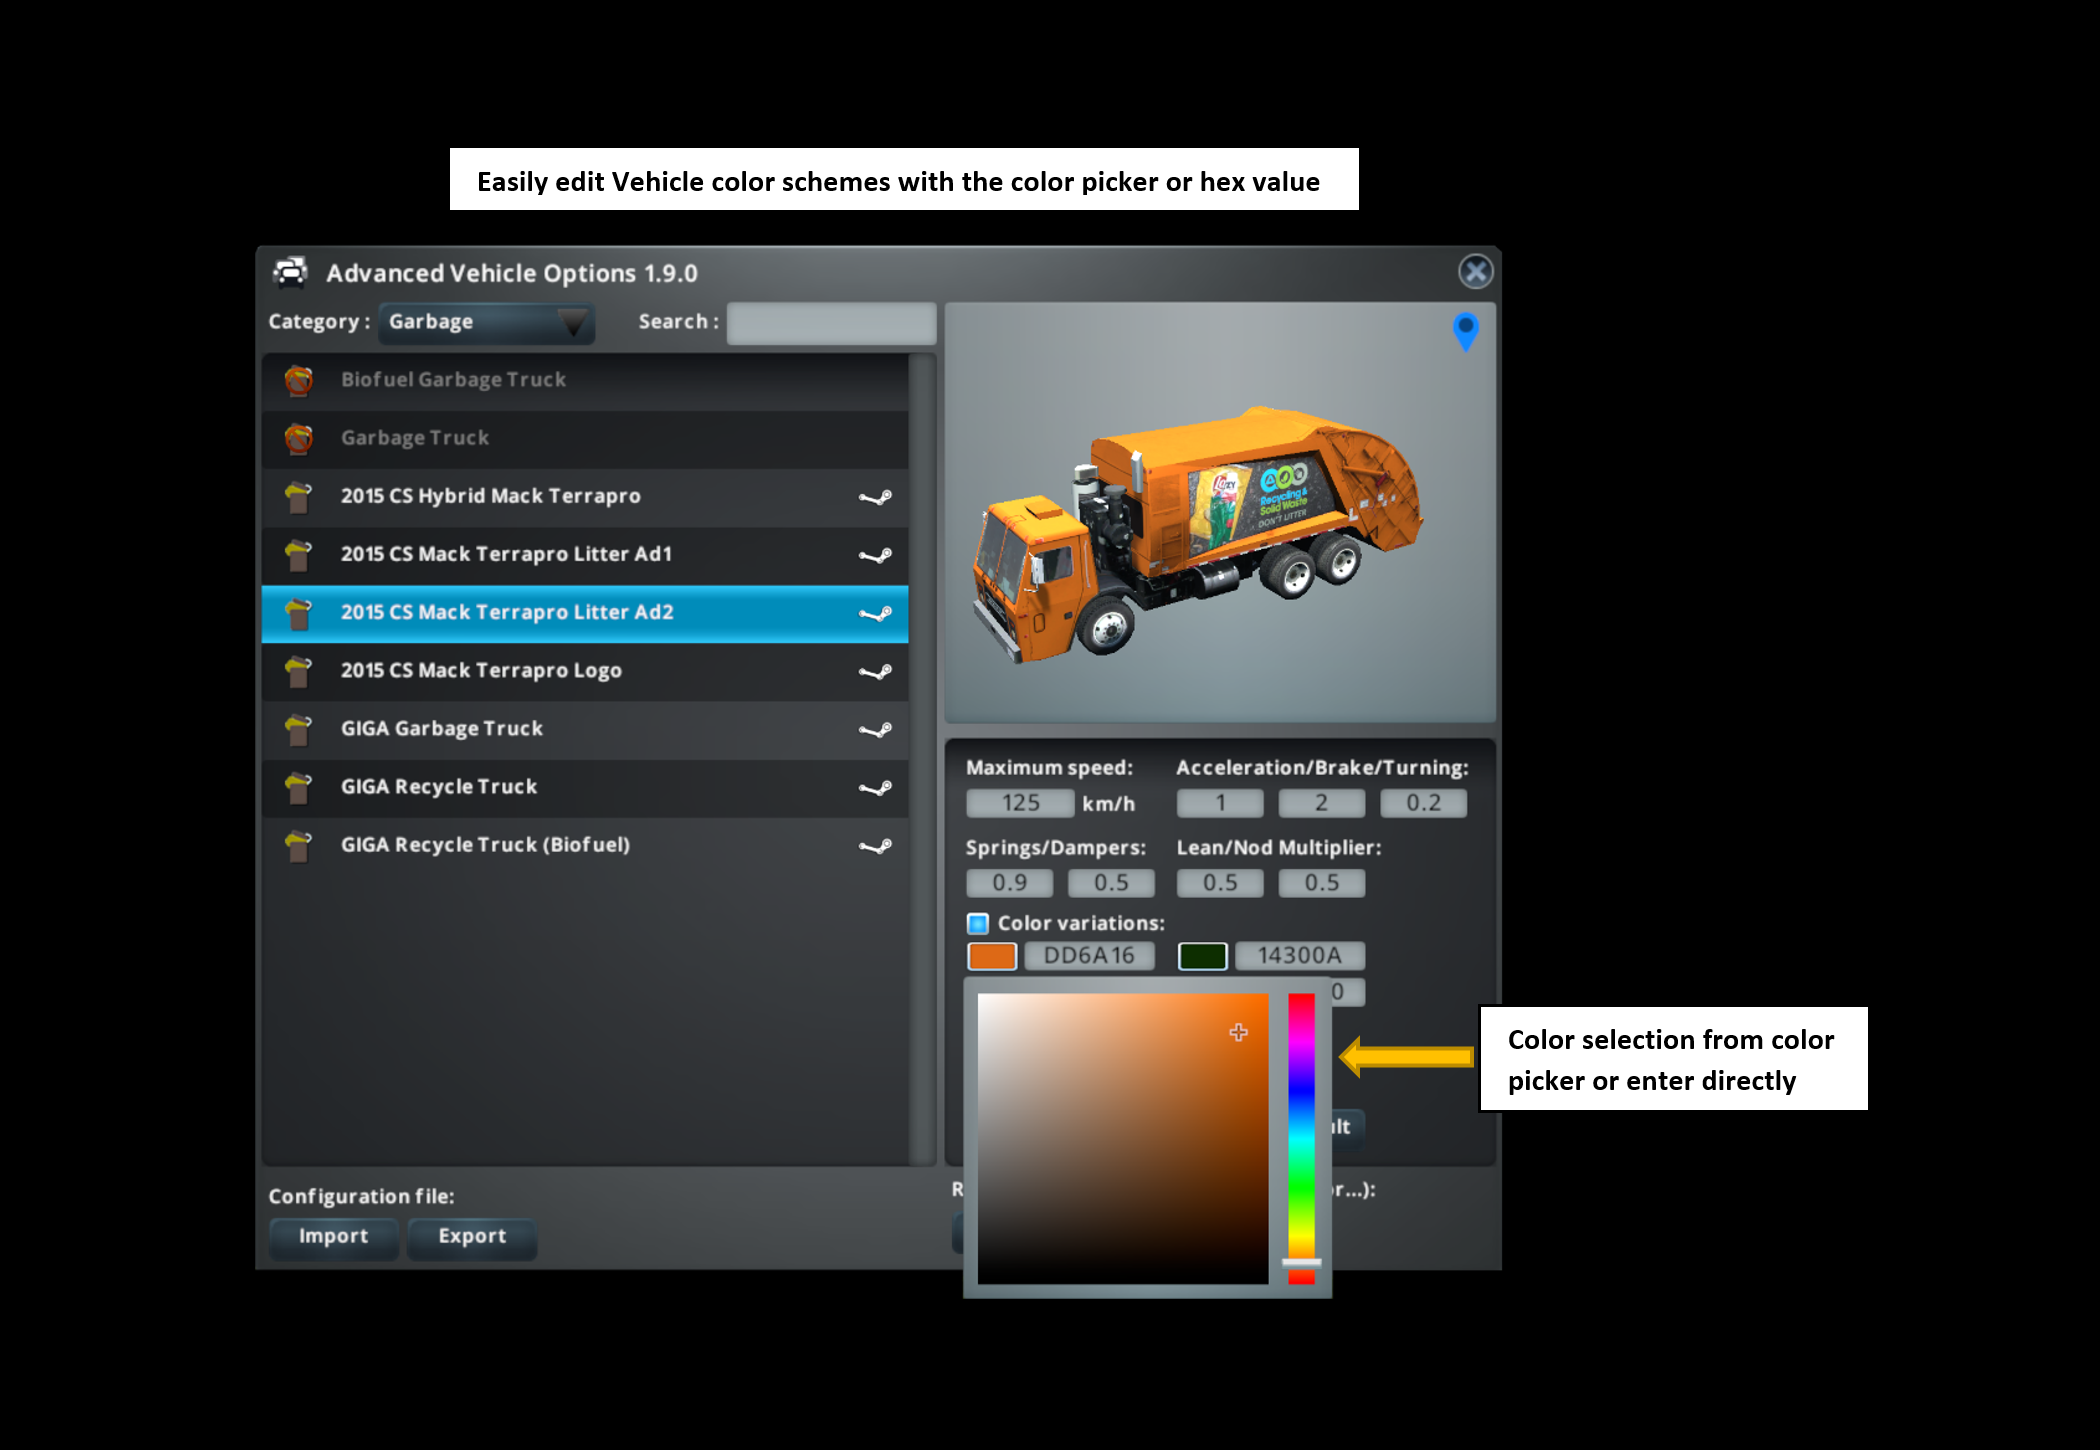 Easily edit Vehicle color schemes with the color picker or hex value
Advanced Vehicle Options 1.9.0
Category :
Garbage
Search :
Biofuel Garbage Truck
Garbage Truck
2015 CS Hybrid Mack Terrapro
2015 CS Mack Terrapro Litter Ad1
2015 CS Mack Terrapro Litter Ad2
2015 CS Mack Terrapro Logo
GIGA Garbage Truck
GIGA Recycle Truck
GIGA Recycle Truck (Biofuel)
Recycling &
Solid Waste
DON'T LITTER
Maximum speed:
Acceleration/Brake/Turning:
125 km/h
1
2
0.2
Springs/Dampers:
Lean/Nod Multiplier:
0.9
0.5
0.5
0.5
Color variations:
DD6A16
14300A
0
Color selection from color
picker or enter directly
Configuration file:
Import
Export